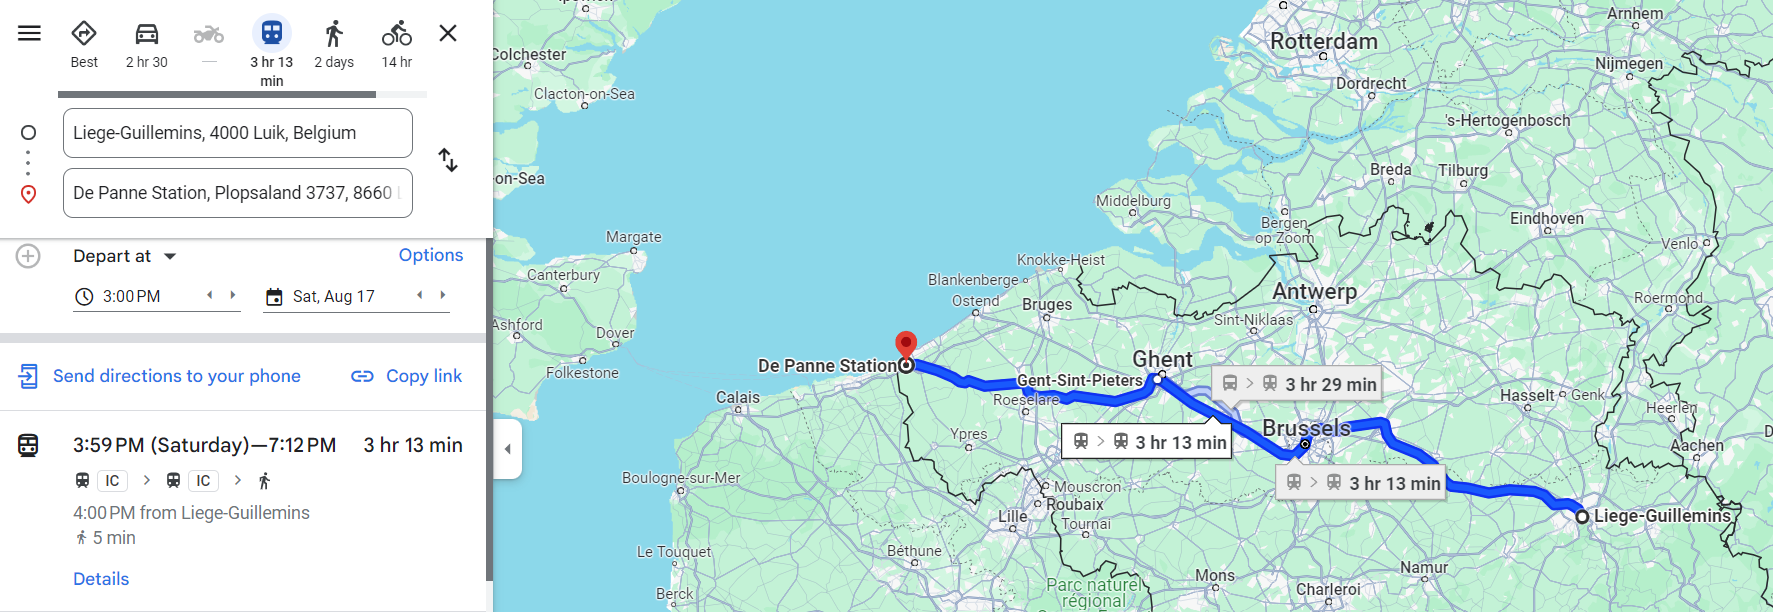 Best
2 hr 30
3 hr 13 min
2 days
14 hr
Liege-Guillemins, 4000 Luik, Belgium
De Panne Station, Plopsaland 3737, 8660
Depart at
Options
3:00 PM
Sat, Aug 17
Send directions to your phone
Copy link
3:59 PM (Saturday)—7:12 PM
3 hr 13 min
IC
IC
4:00 PM from Liege-Guillemins
5 min
Details
Ipswich
Colchester
Clacton-on-Sea
on-Sea
Margate
Canterbury
Ashford
Dover
Folkestone
Calais
Boulogne-sur-Mer
Le Touquet
Berck
Béthune
Lille
Roubaix
Mouscron
Tournai
Ypres
Roeselare
De Panne Station
Gent-Sint-Pieters
Ghent
Bruges
Ostend
Blankenberge
Knokke-Heist
Middelburg
Rotterdam
Dordrecht
Arnhem
Nijmegen
's-Hertogenbosch
Breda
Tilburg
Bergen op Zoom
Eindhoven
Venlo
Roermond
Antwerp
Sint-Niklaas
3 hr 29 min
Brussels
3 hr 13 min
3 hr 13 min
Hasselt
Genk
Heerlen
Aachen
D
Liege-Guillemins
Namur
Charleroi
Mons
Parc naturel
régional